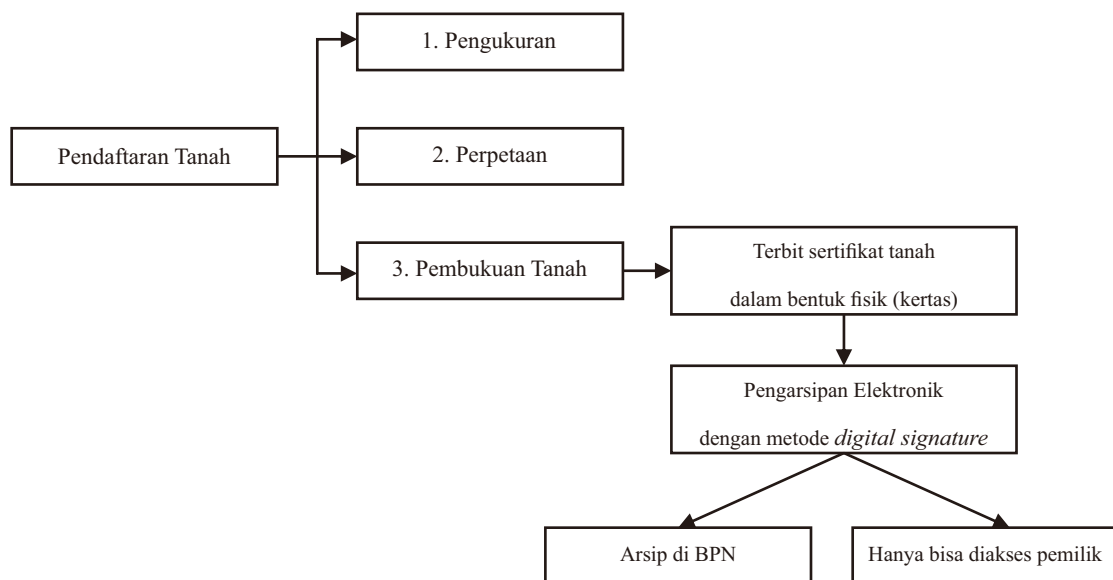 1. Pengukuran
Pendaftaran Tanah
2. Perpetaan
3. Pembukuan Tanah
Terbit sertifikat tanah
dalam bentuk fisik (kertas)
Pengarsipan Elektronik
dengan metode digital signature
Arsip di BPN
Hanya bisa diakses pemilik